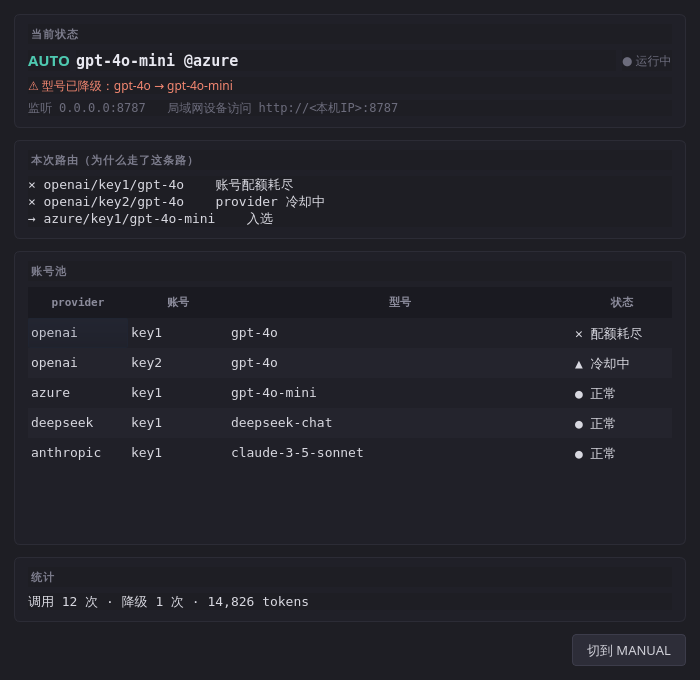 当前状态
AUTO gpt-4o-mini @azure ● 运行中
⚠ 型号已降级：gpt-4o → gpt-4o-mini
监听 0.0.0.0:8787 局域网设备访问 http://<本机IP>:8787
本次路由（为什么走了这条路）
× openai/key1/gpt-4o 账号配额耗尽
× openai/key2/gpt-4o provider 冷却中
→ azure/key1/gpt-4o-mini 入选
账号池
provider 账号 型号 状态
openai key1 gpt-4o × 配额耗尽
openai key2 gpt-4o ▲ 冷却中
azure key1 gpt-4o-mini ● 正常
deepseek key1 deepseek-chat ● 正常
anthropic key1 claude-3-5-sonnet ● 正常
统计
调用 12 次 · 降级 1 次 · 14,826 tokens
切到 MANUAL